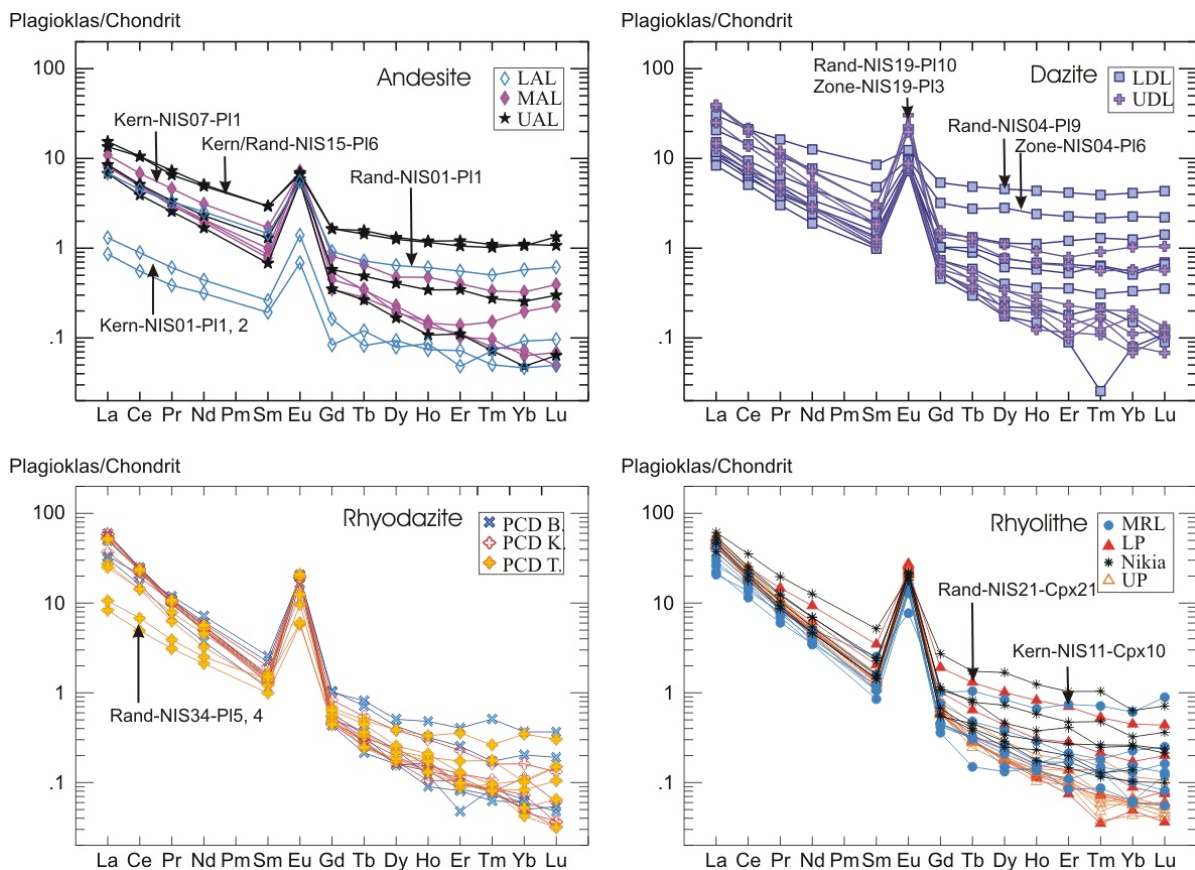 Plagioklas/Chondrit
100
10
1
.1
Andesite
LAL
MAL
UAL
Kern-NIS07-Pl1
Kern/Rand-NIS15-Pl6
Rand-NIS01-Pl1
Kern-NIS01-Pl1, 2
La Ce Pr Nd Pm Sm Eu Gd Tb Dy Ho Er Tm Yb Lu
Plagioklas/Chondrit
100
10
1
.1
Rand-NIS19-Pl10
Zone-NIS19-Pl3
Dazite
LDL
UDL
Rand-NIS04-Pl9
Zone-NIS04-Pl6
La Ce Pr Nd Pm Sm Eu Gd Tb Dy Ho Er Tm Yb Lu
Plagioklas/Chondrit
100
10
1
.1
Rhyodazite
PCD B.
PCD K.
PCD T.
Rand-NIS34-Pl5, 4
La Ce Pr Nd Pm Sm Eu Gd Tb Dy Ho Er Tm Yb Lu
Plagioklas/Chondrit
100
10
1
.1
Rhyolithe
MRL
LP
Nikia
UP
Rand-NIS21-Cpx21
Kern-NIS11-Cpx10
La Ce Pr Nd Pm Sm Eu Gd Tb Dy Ho Er Tm Yb Lu